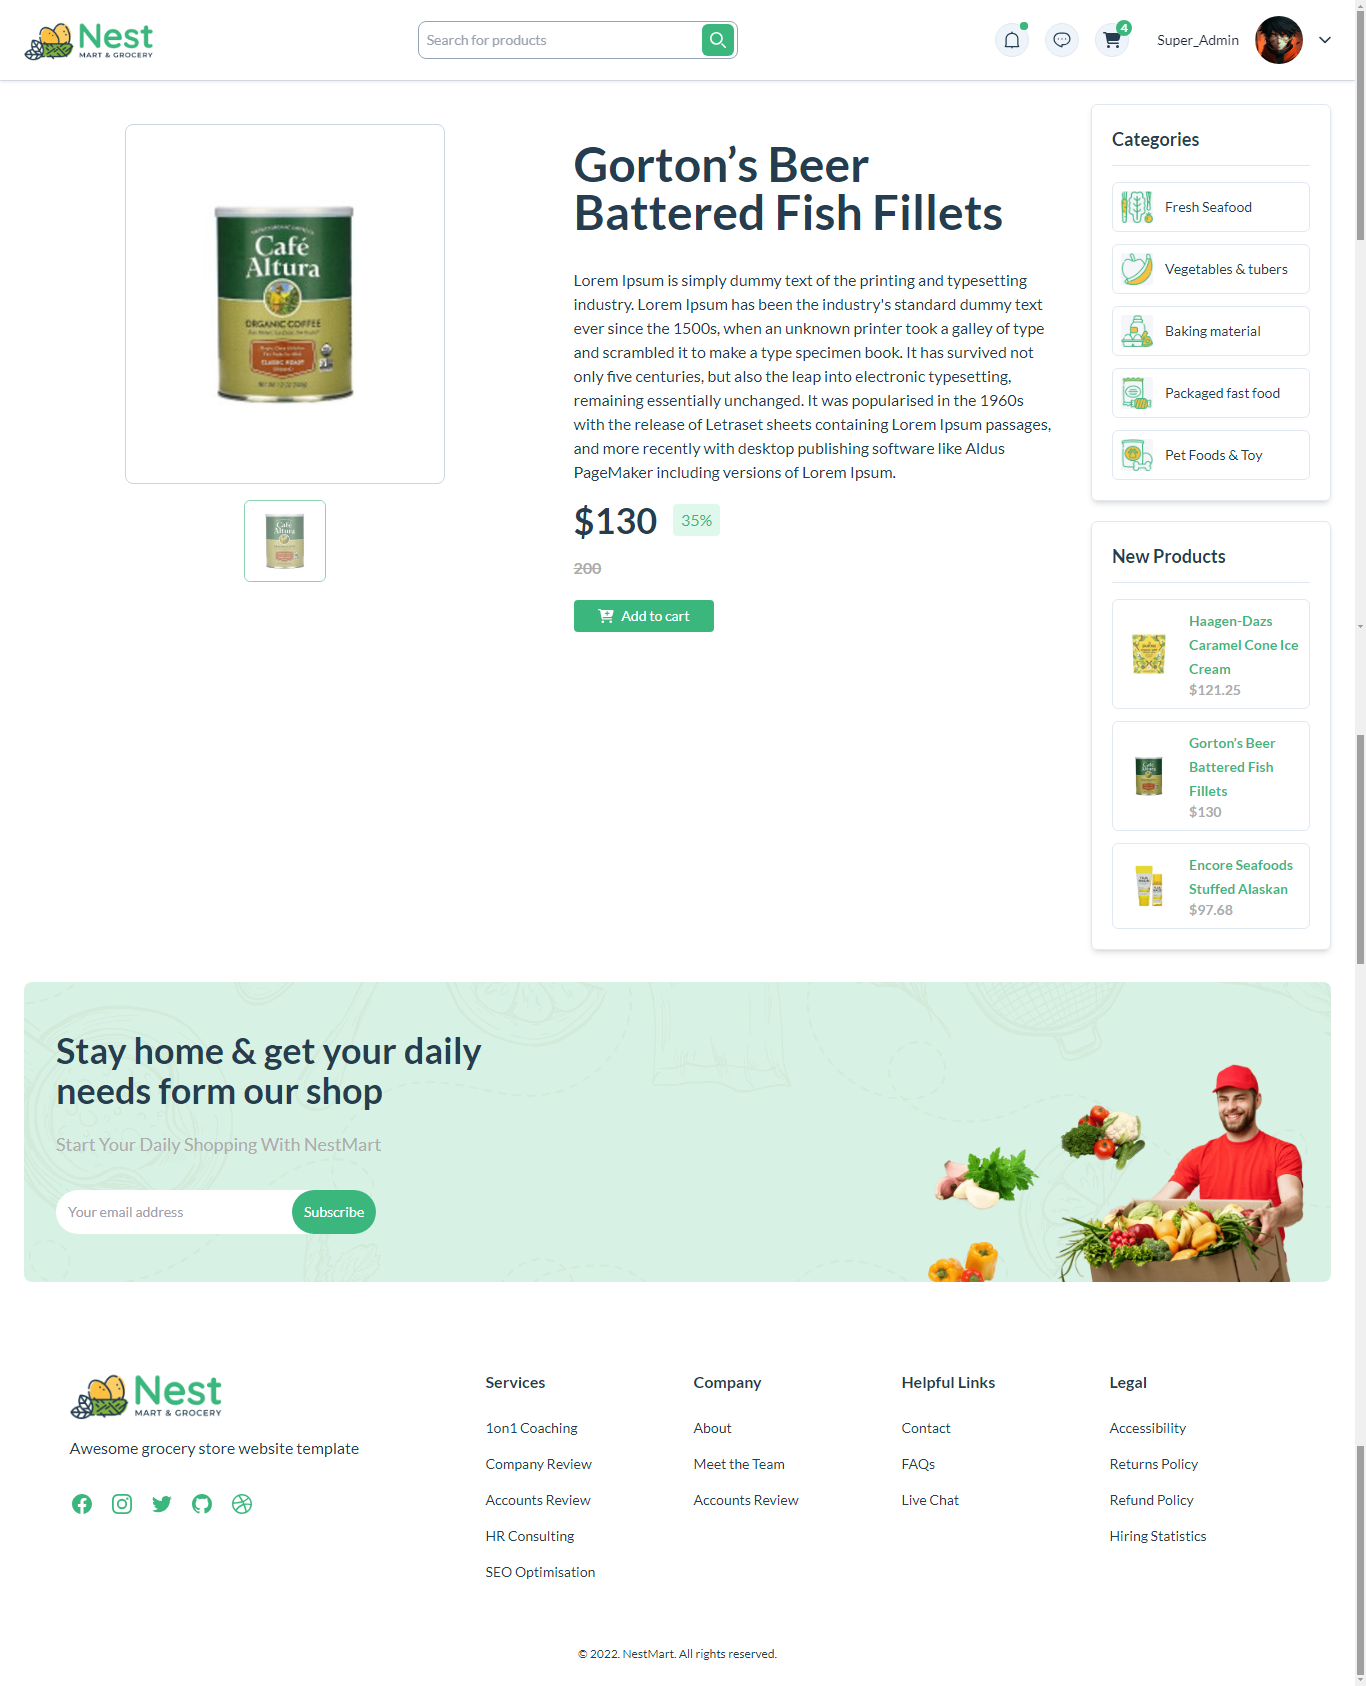 Nest
MART & GROCERY
Search for products
4
Super_Admin
Café
Altura
ORGANIC COFFEE
CLASSIC ROAST
Café
Altura
Gorton’s Beer
Battered Fish Fillets
Lorem Ipsum is simply dummy text of the printing and typesetting
industry. Lorem Ipsum has been the industry's standard dummy text
ever since the 1500s, when an unknown printer took a galley of type
and scrambled it to make a type specimen book. It has survived not
only five centuries, but also the leap into electronic typesetting,
remaining essentially unchanged. It was popularised in the 1960s
with the release of Letraset sheets containing Lorem Ipsum passages,
and more recently with desktop publishing software like Aldus
PageMaker including versions of Lorem Ipsum.
$130 35%
200
Add to cart
Categories
Fresh Seafood
Vegetables & tubers
Baking material
Packaged fast food
Pet Foods & Toy
New Products
Haagen-Dazs
Caramel Cone Ice
Cream
$121.25
Gorton’s Beer
Battered Fish
Fillets
$130
Encore Seafoods
Stuffed Alaskan
$97.68
Stay home & get your daily
needs form our shop
Start Your Daily Shopping With NestMart
Your email address
Subscribe
Nest
MART & GROCERY
Awesome grocery store website template
Services
1on1 Coaching
Company Review
Accounts Review
HR Consulting
SEO Optimisation
Company
About
Meet the Team
Accounts Review
Helpful Links
Contact
FAQs
Live Chat
Legal
Accessibility
Returns Policy
Refund Policy
Hiring Statistics
© 2022. NestMart. All rights reserved.